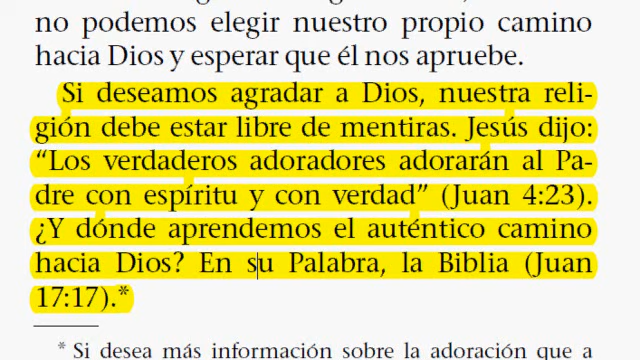 no podemos elegir nuestro propio camino
hacia Dios y esperar que él nos apruebe.
Si deseamos agradar a Dios, nuestra reli-
gión debe estar libre de mentiras. Jesús dijo:
“Los verdaderos adoradores adorarán al Pa-
dre con espíritu y con verdad” (Juan 4:23).
¿Y dónde aprendemos el auténtico camino
hacia Dios? En su Palabra, la Biblia (Juan
17:17).*
* Si desea más información sobre la adoración que a